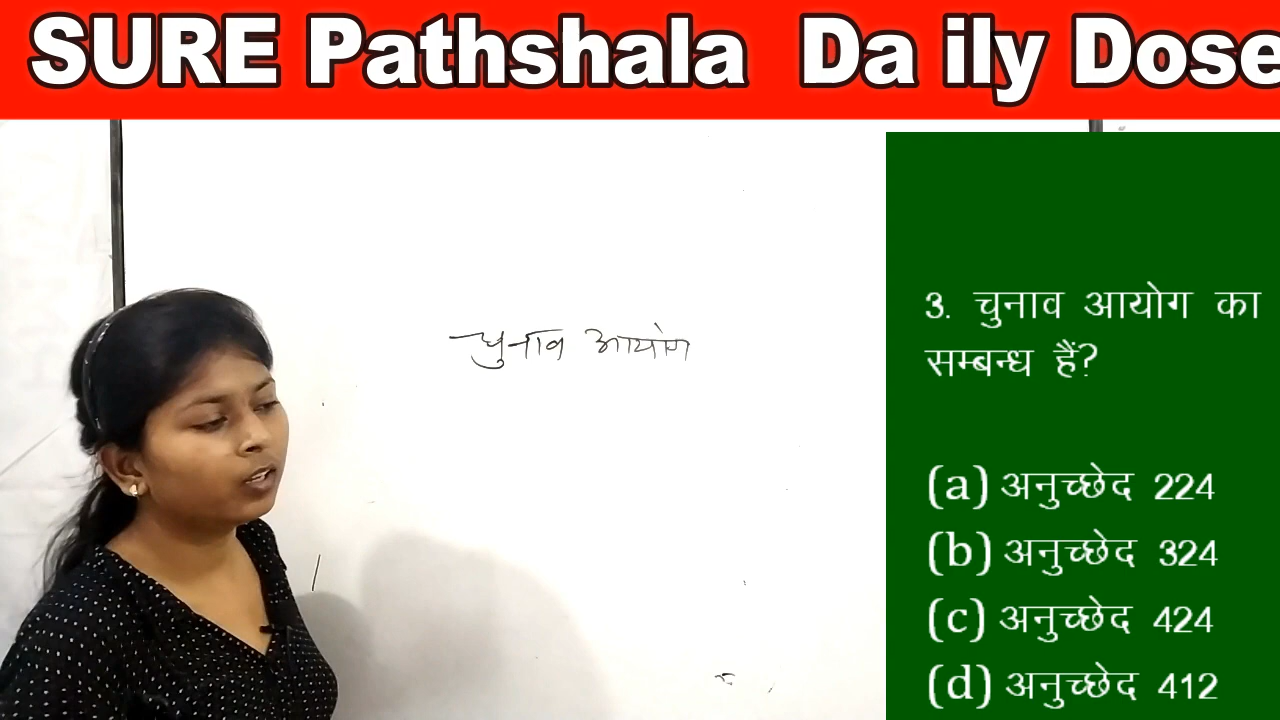 SURE Pathshala Da ily Dose
चुनाव आयोग
3. चुनाव आयोग का
सम्बन्ध हैं?
(a) अनुच्छेद 224
(b) अनुच्छेद 324
(c) अनुच्छेद 424
(d) अनुच्छेद 412